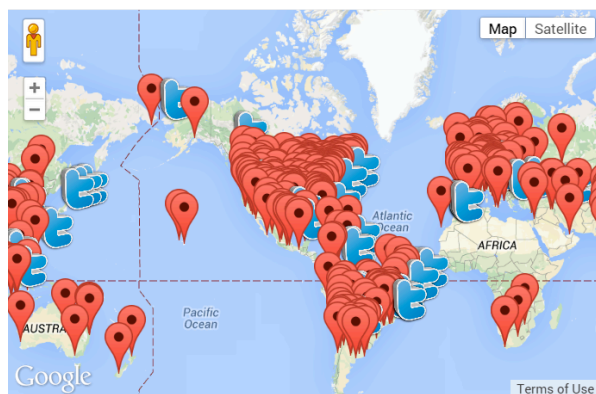 Map
Satellite
+
−
Atlantic
Ocean
AFRICA
Pacific
Ocean
AUSTRA
Google
Terms of Use